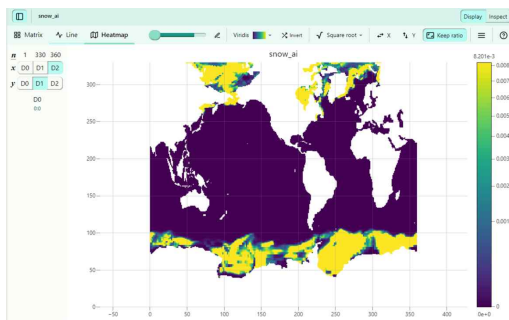 snow_ai
Display Inspect
Matrix Line Heatmap Viridis Invert Square root X Y Keep ratio
n 1 330 360
x D0 D1 D2
y D0 D1 D2
D0
0:0
snow_ai
8.201e-3
0.008
0.007
0.006
0.005
0.004
0.003
0.002
0.001
0
0e+0
300
250
200
150
100
50
0
−50 0 50 100 150 200 250 300 350 400